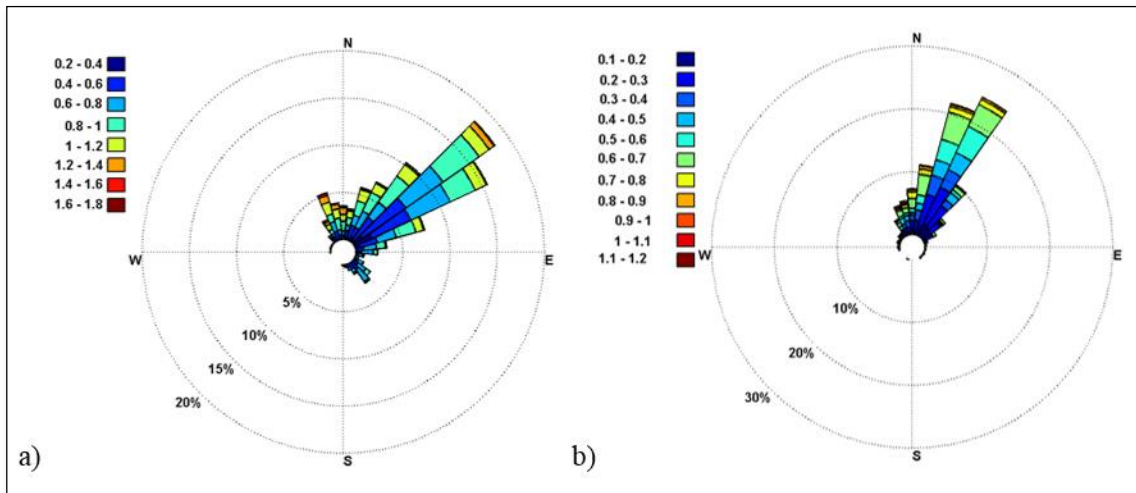 N
0.2 - 0.4
0.4 - 0.6
0.6 - 0.8
0.8 - 1
1 - 1.2
1.2 - 1.4
1.4 - 1.6
1.6 - 1.8
W
E
5%
10%
15%
20%
S
a)
N
0.1 - 0.2
0.2 - 0.3
0.3 - 0.4
0.4 - 0.5
0.5 - 0.6
0.6 - 0.7
0.7 - 0.8
0.8 - 0.9
0.9 - 1
1 - 1.1
1.1 - 1.2
W
E
10%
20%
30%
S
b)